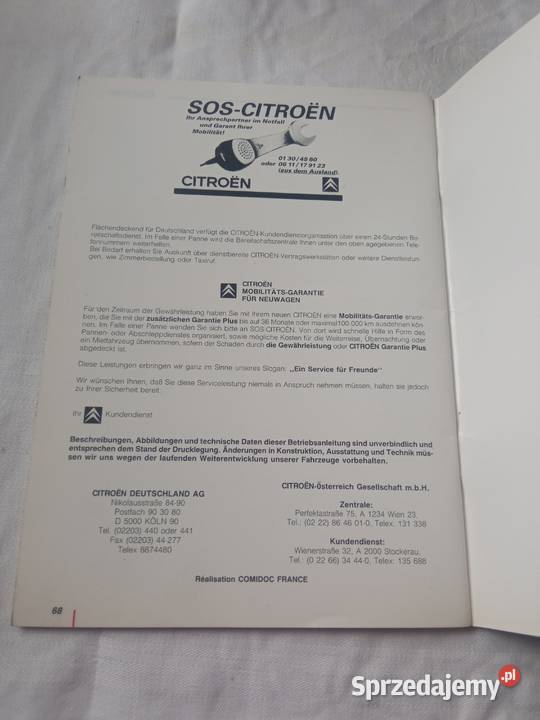 SOS-CITROËN
Ihr Ansprechpartner im Notfall
und Garant Ihrer
Mobilität!
01 30/45 60
oder 06 11/17 91 23
(aus dem Ausland)
CITROËN
Flächendeckend für Deutschland verfügt die CITROËN-Kundendienstorganisation über einen 24-Stunden Be-
reitschaftsdienst. Im Falle einer Panne wird die Bereitschaftszentrale Ihnen unter den oben agegebenen Tele-
fonnummern weiterhelfen.
Bei Bedarf erhalten Sie Auskunft über dienstbereite CITROËN-Vertragswerkstätten oder weitere Dienstleistun-
gen, wie Zimmerbestellung oder Taxiruf.
CITROËN
MOBILITÄTS-GARANTIE
FÜR NEUWAGEN
Für den Zeitraum der Gewährleistung haben Sie mit Ihrem neuen CITROËN eine Mobilitäts-Garantie erwor-
ben, die Sie mit der zusätzlichen Garantie Plus bis auf 36 Monate oder maximal 100.000 km ausdehnen kön-
nen. Im Falle einer Panne wenden Sie sich bitte an SOS CITROËN. Von dort wird schnelle Hilfe in Form des
Pannen- oder Abschleppdienstes organisiert, sowie mögliche Kosten für die Weiterreise, Übernachtung oder
ein Mietfahrzeug übernommen, sofern der Schaden durch die Gewährleistung oder CITROËN Garantie Plus
abgedeckt ist.
Diese Leistungen erbringen wir ganz im Sinne unseres Slogan: „Ein Service für Freunde"
Wir wünschen Ihnen, daß Sie diese Serviceleistung niemals in Anspruch nehmen müssen, halten sie jedoch
zu Ihrer Sicherheit bereit.
Ihr Kundendienst
Beschreibungen, Abbildungen und technische Daten dieser Betriebsanleitung sind unverbindlich und
entsprechen dem Stand der Drucklegung. Änderungen in Konstruktion, Ausstattung und Technik müs-
sen wir uns wegen der laufenden Weiterentwicklung unserer Fahrzeuge vorbehalten.
CITROËN DEUTSCHLAND AG
Nikolausstraße 84-90
Postfach 90 30 80
D 5000 KÖLN 90
Tel. (02203) 440 oder 441
Fax (02203) 44-277
Telex 8874480
CITROËN-Österreich Gesellschaft m.b.H.
Zentrale:
Perfektastraße 75, A 1234 Wien 23,
Tel.: (02 22) 86 46 01-0, Telex: 131 338
Kundendienst:
Wienerstraße 32, A 2000 Stockerau,
Tel.: (0 22 66) 34 44-0, Telex: 135 688
Réalisation COMIDOC FRANCE
68
Sprzedajemy.pl